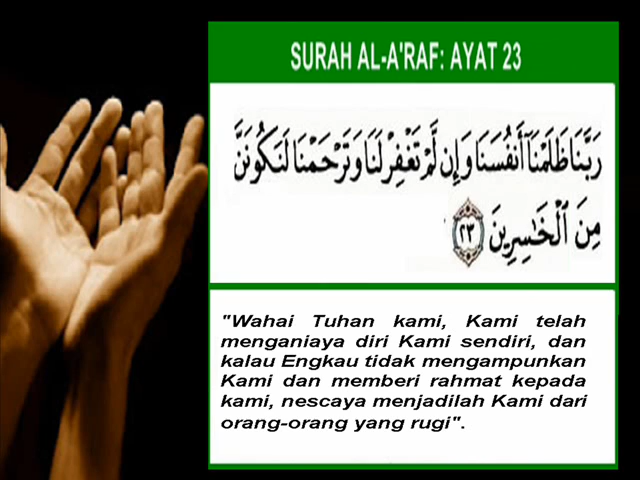 SURAH AL-A'RAF: AYAT 23
رَبَّنَا ظَلَمْنَآ أَنفُسَنَا وَإِن لَّمْ تَغْفِرْ لَنَا وَتَرْحَمْنَا لَنَكُونَنَّ
مِنَ ٱلْخَٰسِرِينَ ٢٣
"Wahai Tuhan kami, Kami telah
menganiaya diri Kami sendiri, dan
kalau Engkau tidak mengampunkan
Kami dan memberi rahmat kepada
kami, nescaya menjadilah Kami dari
orang-orang yang rugi".